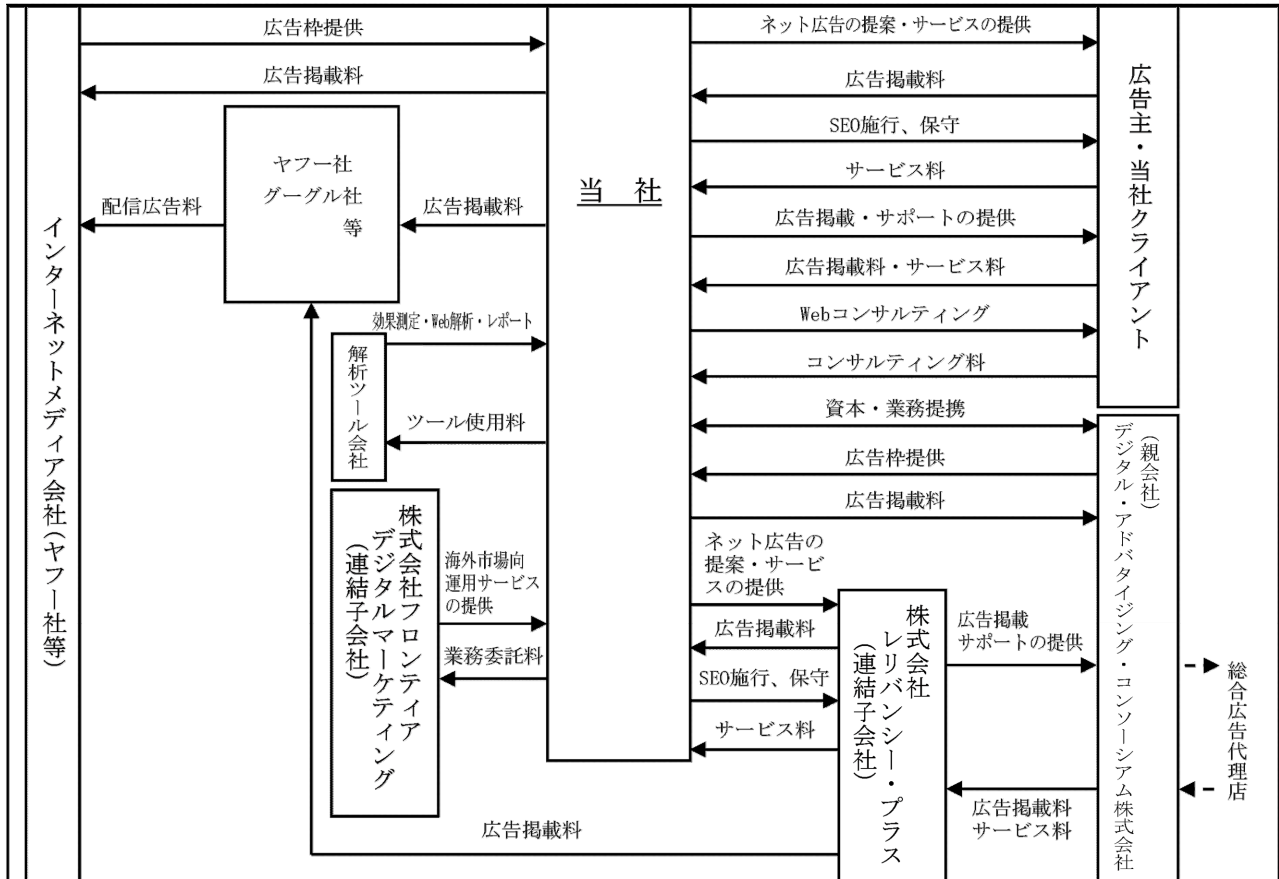 インターネットメディア会社(ヤフー社等)
広告枠提供
広告掲載料
ヤフー社
グーグル社
等
配信広告料
広告掲載料
効果測定・Web解析・レポート
解析ツール会社
ツール使用料
株式会社フロンティア
デジタルマーケティング
(連結子会社)
海外市場向
運用サービス
の提供
業務委託料
広告掲載料
当 社
ネット広告の提案・サービスの提供
広告掲載料
SEO施行、保守
サービス料
広告掲載・サポートの提供
広告掲載料・サービス料
Webコンサルティング
コンサルティング料
広告主・当社クライアント
資本・業務提携
広告枠提供
広告掲載料
ネット広告の
提案・サービ
スの提供
広告掲載料
SEO施行、保守
サービス料
株式会社
レリバンシー・プラス
(連結子会社)
広告掲載
サポートの提供
広告掲載料
サービス料
(親会社)
デジタル・アドバタイジング・コンソーシアム株式会社
総合広告代理店